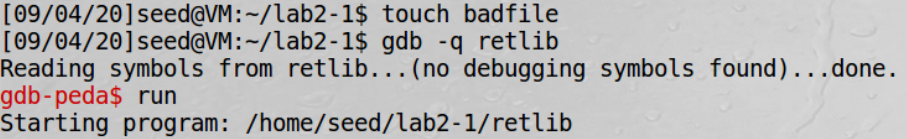 [09/04/20]seed@VM:~/lab2-1$ touch badfile
[09/04/20]seed@VM:~/lab2-1$ gdb -q retlib
Reading symbols from retlib...(no debugging symbols found)...done.
gdb-peda$ run
Starting program: /home/seed/lab2-1/retlib